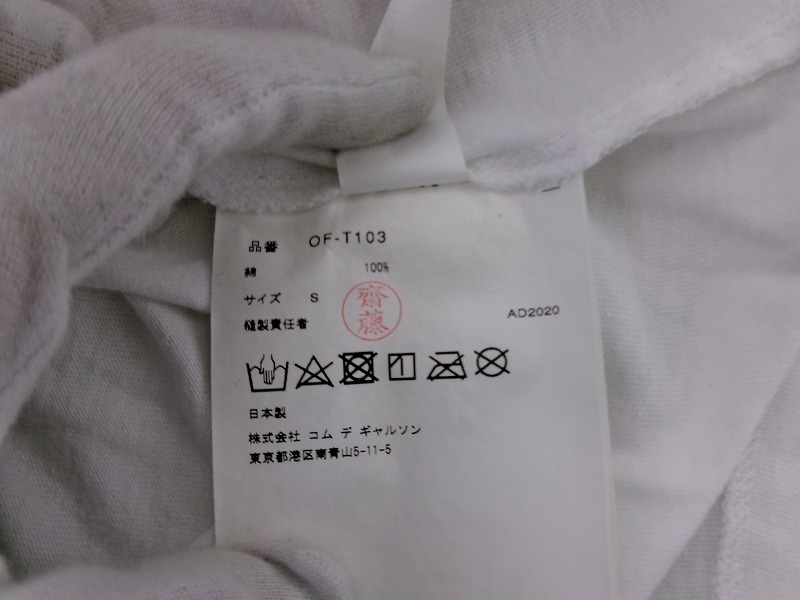 品番 OF-T103
綿 100%
サイズ S
縫製責任者 齋藤
AD2020
日本製
株式会社 コム デ ギャルソン
東京都港区南青山5-11-5